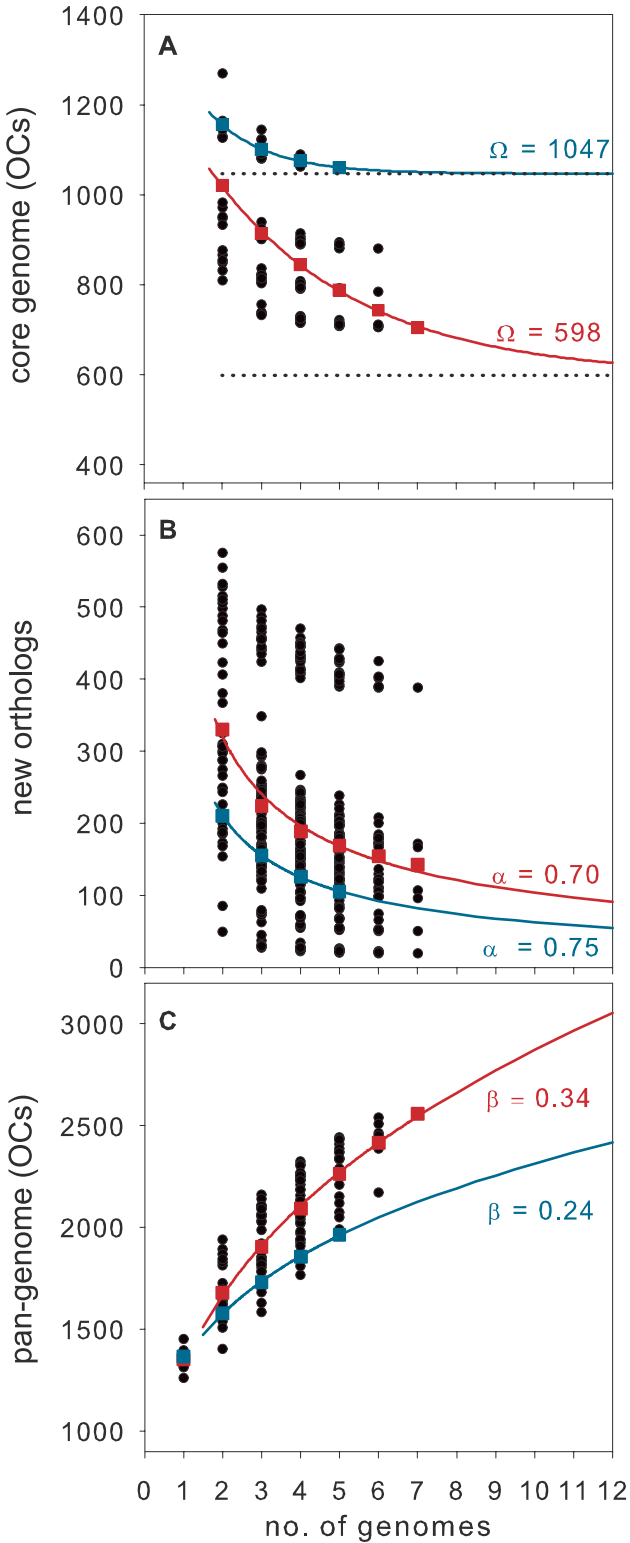 A
core genome (OCs)
1400
1200
1000
800
600
400
Ω = 1047
Ω = 598
B
new orthologs
600
500
400
300
200
100
0
α = 0.70
α = 0.75
C
pan-genome (OCs)
3000
2500
2000
1500
1000
β = 0.34
β = 0.24
0 1 2 3 4 5 6 7 8 9 10 11 12
no. of genomes